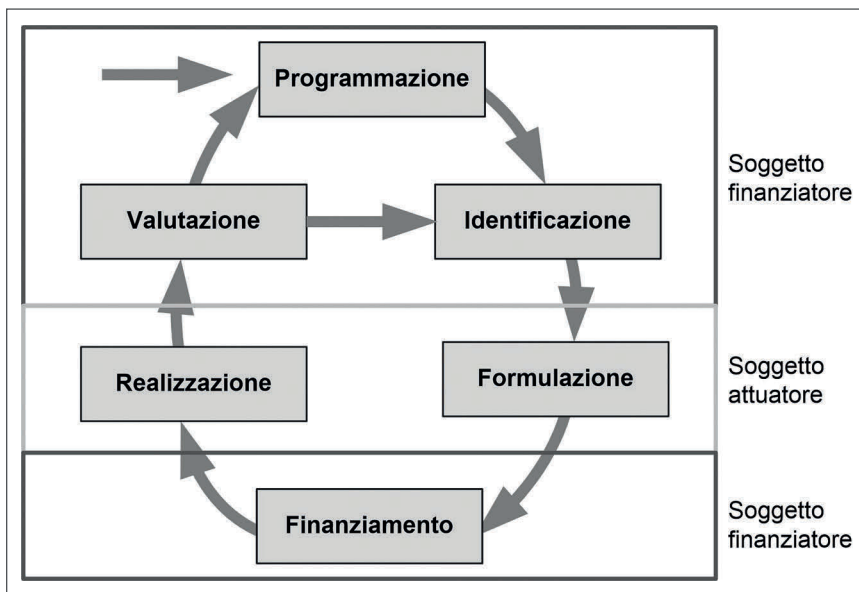 Programmazione
Soggetto
finanziatore
Valutazione
Identificazione
Realizzazione
Formulazione
Soggetto
attuatore
Finanziamento
Soggetto
finanziatore